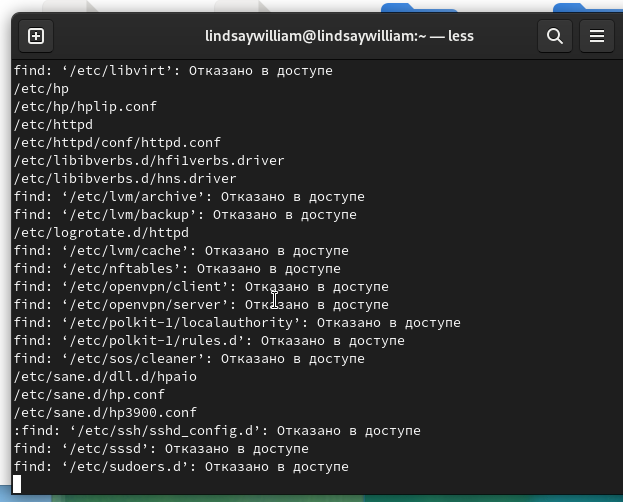 lindsaywilliam@lindsaywilliam:~ — less
find: ‘/etc/libvirt’: Отказано в доступе
/etc/hp
/etc/hp/hplip.conf
/etc/httpd
/etc/httpd/conf/httpd.conf
/etc/libibverbs.d/hfi1verbs.driver
/etc/libibverbs.d/hns.driver
find: ‘/etc/lvm/archive’: Отказано в доступе
find: ‘/etc/lvm/backup’: Отказано в доступе
/etc/logrotate.d/httpd
find: ‘/etc/lvm/cache’: Отказано в доступе
find: ‘/etc/nftables’: Отказано в доступе
find: ‘/etc/openvpn/client’: Отказано в доступе
find: ‘/etc/openvpn/server’: Отказано в доступе
find: ‘/etc/polkit-1/localauthority’: Отказано в доступе
find: ‘/etc/polkit-1/rules.d’: Отказано в доступе
find: ‘/etc/sos/cleaner’: Отказано в доступе
/etc/sane.d/dll.d/hpaio
/etc/sane.d/hp.conf
/etc/sane.d/hp3900.conf
:find: ‘/etc/ssh/sshd_config.d’: Отказано в доступе
find: ‘/etc/sssd’: Отказано в доступе
find: ‘/etc/sudoers.d’: Отказано в доступе